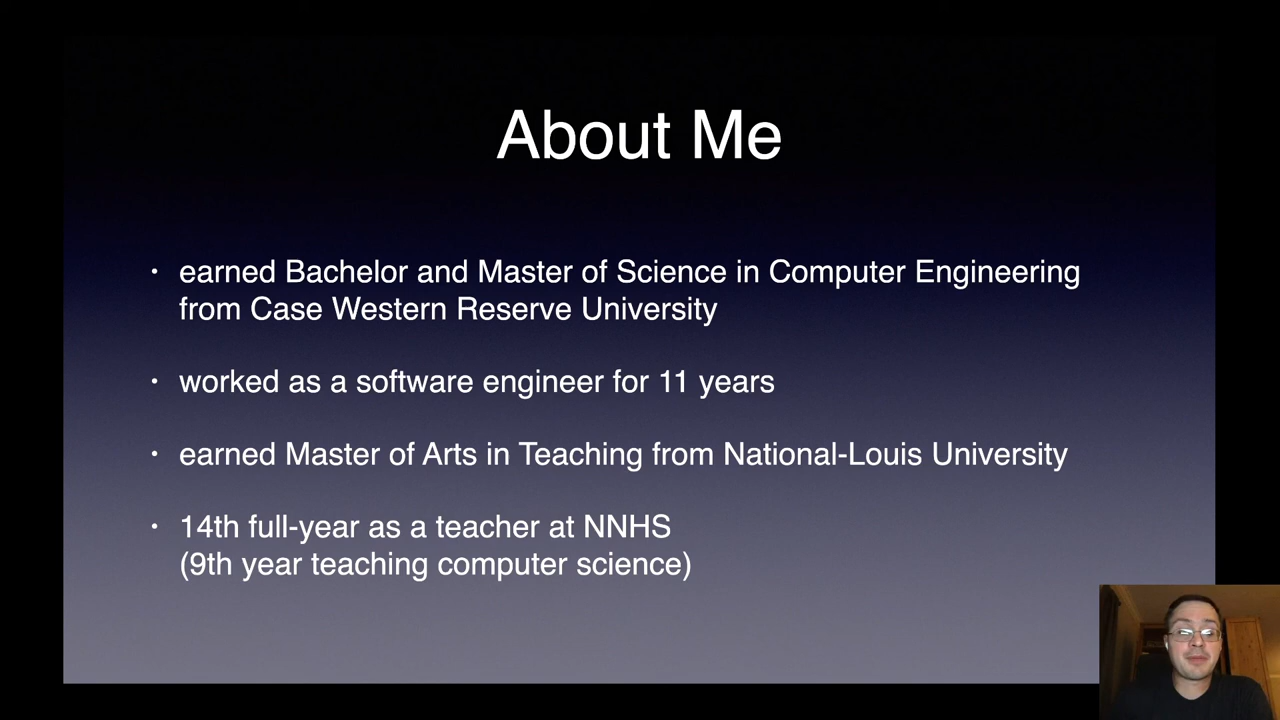 About Me
• earned Bachelor and Master of Science in Computer Engineering
from Case Western Reserve University
• worked as a software engineer for 11 years
• earned Master of Arts in Teaching from National-Louis University
• 14th full-year as a teacher at NNHS
(9th year teaching computer science)